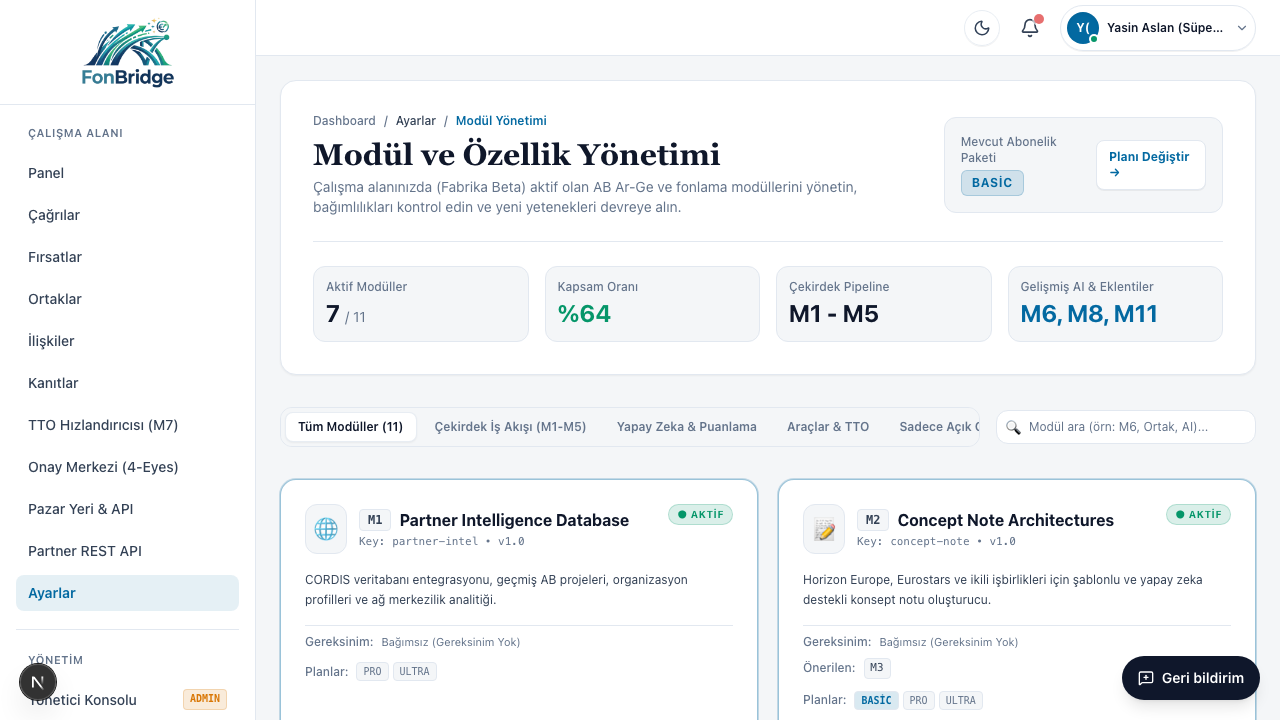 FonBridge
ÇALIŞMA ALANI
Panel
Çağrılar
Fırsatlar
Ortaklar
İlişkiler
Kanıtlar
TTO Hızlandırıcısı (M7)
Onay Merkezi (4-Eyes)
Pazar Yeri & API
Partner REST API
Ayarlar
YÖNETİM
Yönetici Konsolu ADMIN
N
Y( Yasin Aslan (Süpe...
Dashboard / Ayarlar / Modül Yönetimi
Modül ve Özellik Yönetimi
Çalışma alanınızda (Fabrika Beta) aktif olan AB Ar-Ge ve fonlama modüllerini yönetin,
bağımlılıkları kontrol edin ve yeni yetenekleri devreye alın.
Mevcut Abonelik
Paketi
BASİC
Planı Değiştir
→
Aktif Modüller
7 / 11
Kapsam Oranı
%64
Çekirdek Pipeline
M1 - M5
Gelişmiş AI & Eklentiler
M6, M8, M11
Tüm Modüller (11) Çekirdek İş Akışı (M1-M5) Yapay Zeka & Puanlama Araçlar & TTO Sadece Açık
Modül ara (örn: M6, Ortak, AI)...
M1 Partner Intelligence Database
AKTİF
Key: partner-intel • v1.0
CORDIS veritabanı entegrasyonu, geçmiş AB projeleri, organizasyon
profilleri ve ağ merkezilik analitiği.
Gereksinim: Bağımsız (Gereksinim Yok)
Planlar: PRO ULTRA
M2 Concept Note Architectures
AKTİF
Key: concept-note • v1.0
Horizon Europe, Eurostars ve ikili işbirlikleri için şablonlu ve yapay zeka
destekli konsept notu oluşturucu.
Gereksinim: Bağımsız (Gereksinim Yok)
Önerilen: M3
Planlar: BASİC PRO ULTRA
Geri bildirim